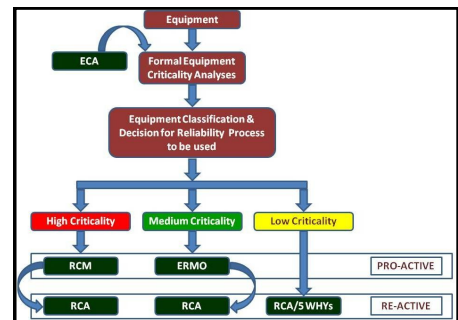 Equipment
ECA
Formal Equipment
Criticality Analyses
Equipment Classification &
Decision for Reliability Process
to be used
High Criticality
Medium Criticality
Low Criticality
RCM
ERMO
PRO-ACTIVE
RCA
RCA
RCA/5 WHYs
RE-ACTIVE